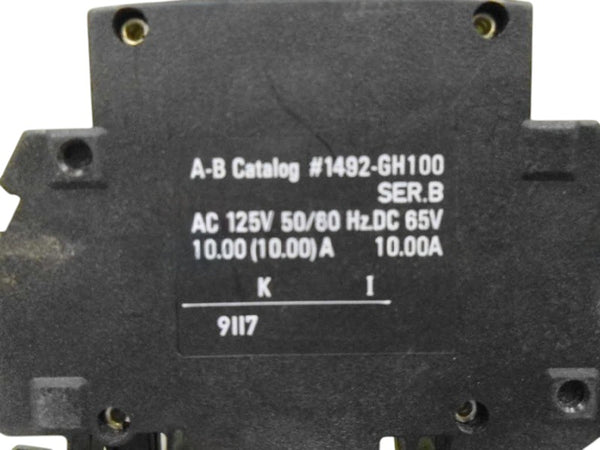 A-B Catalog #1492-GH100
SER.B
AC 125V 50/60 Hz.DC 65V
10.00 (10.00) A 10.00A
K I
9117